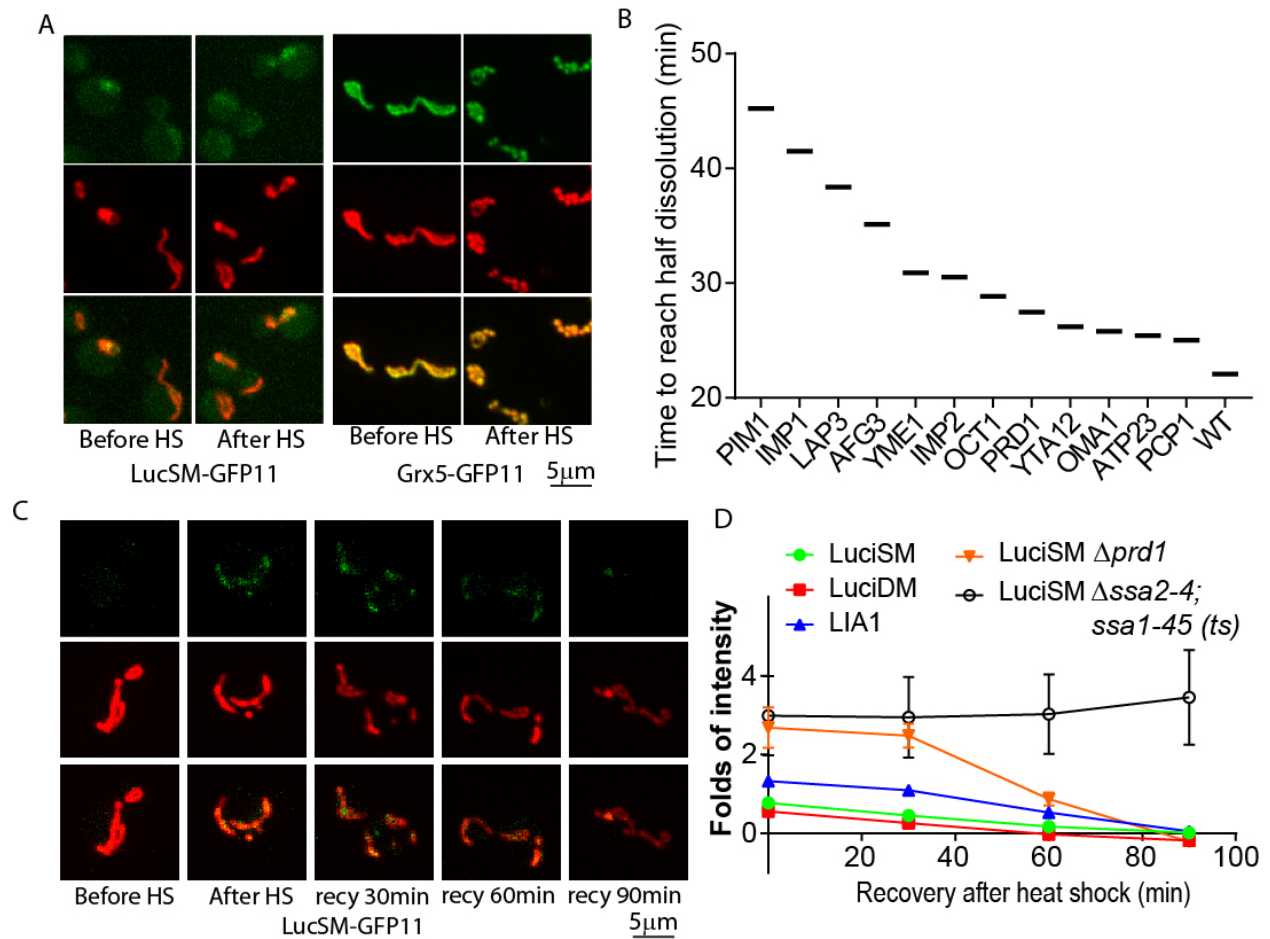 A
Before HS
After HS
LucSM-GFP11
Before HS
After HS
Grx5-GFP11
5μm
B
Time to reach half dissolution (min)
50
40
30
20
PIM1
IMP1
LAP3
AFG3
YME1
IMP2
OCT1
PRD1
YTA12
OMA1
ATP23
PCP1
WT
C
Before HS
After HS
recy 30min
recy 60min
recy 90min
LucSM-GFP11
5μm
D
LuciSM
LuciDM
LIA1
LuciSM Δprd1
LuciSM Δssa2-4;
ssa1-45 (ts)
Folds of intensity
4
2
0
20
40
60
80
100
Recovery after heat shock (min)